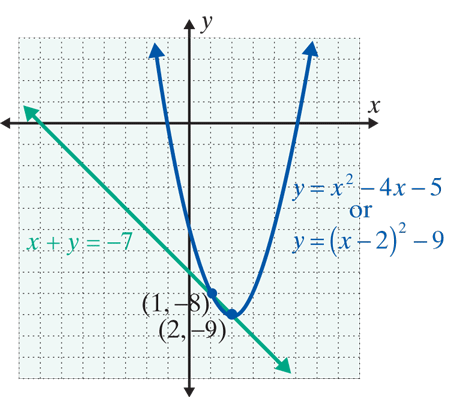 y
x
y = x² – 4x – 5
or
y = (x – 2)² – 9
x + y = –7
(1, –8)
(2, –9)